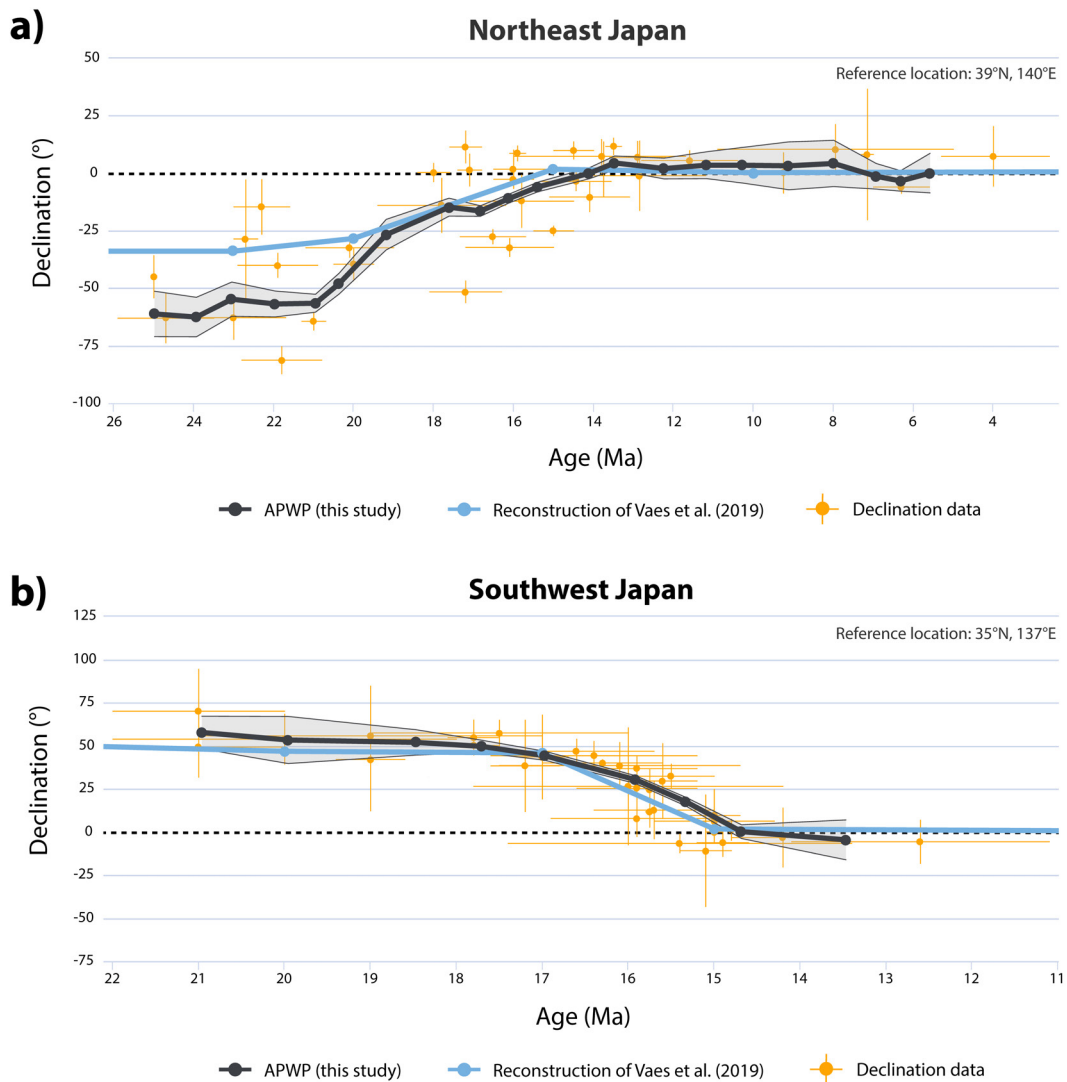 a)
Northeast Japan
Reference location: 39°N, 140°E
Declination (°)
50
25
0
-25
-50
-75
-100
26 24 22 20 18 16 14 12 10 8 6 4
Age (Ma)
APWP (this study) Reconstruction of Vaes et al. (2019) Declination data
b)
Southwest Japan
Reference location: 35°N, 137°E
Declination (°)
125
100
75
50
25
0
-25
-50
-75
22 21 20 19 18 17 16 15 14 13 12 11
Age (Ma)
APWP (this study) Reconstruction of Vaes et al. (2019) Declination data